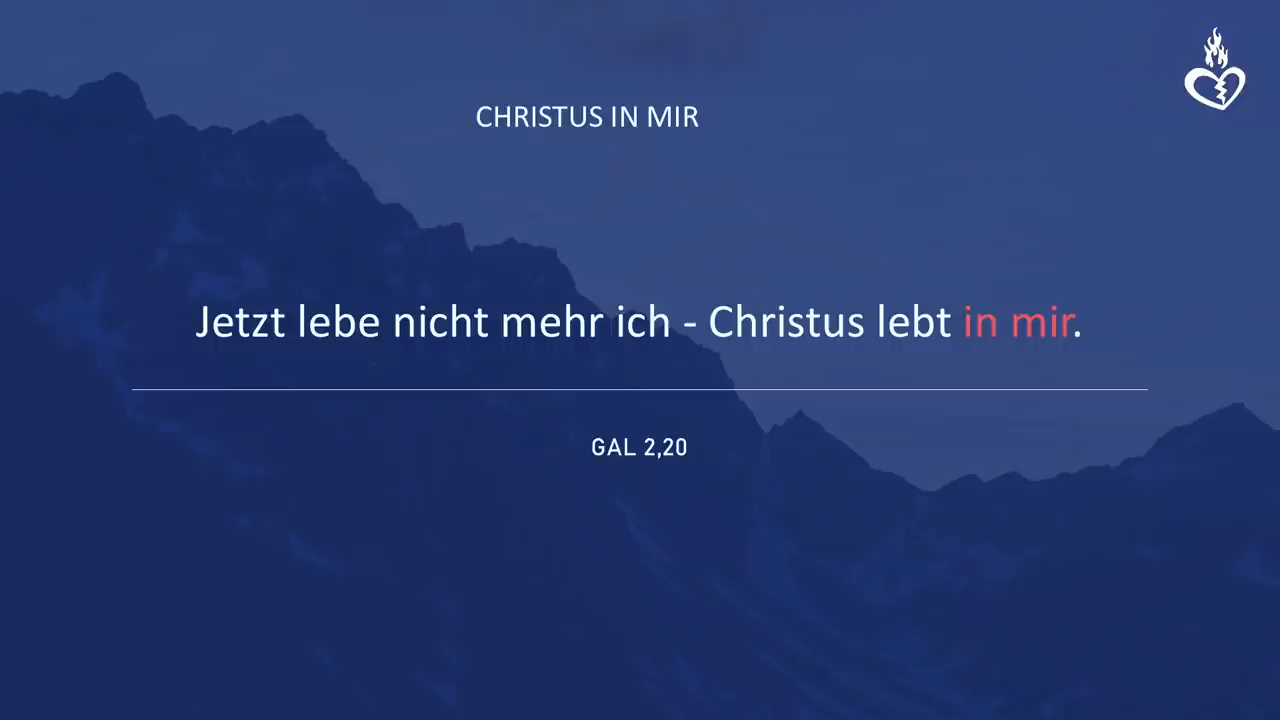 CHRISTUS IN MIR
Jetzt lebe nicht mehr ich - Christus lebt in mir.
GAL 2,20